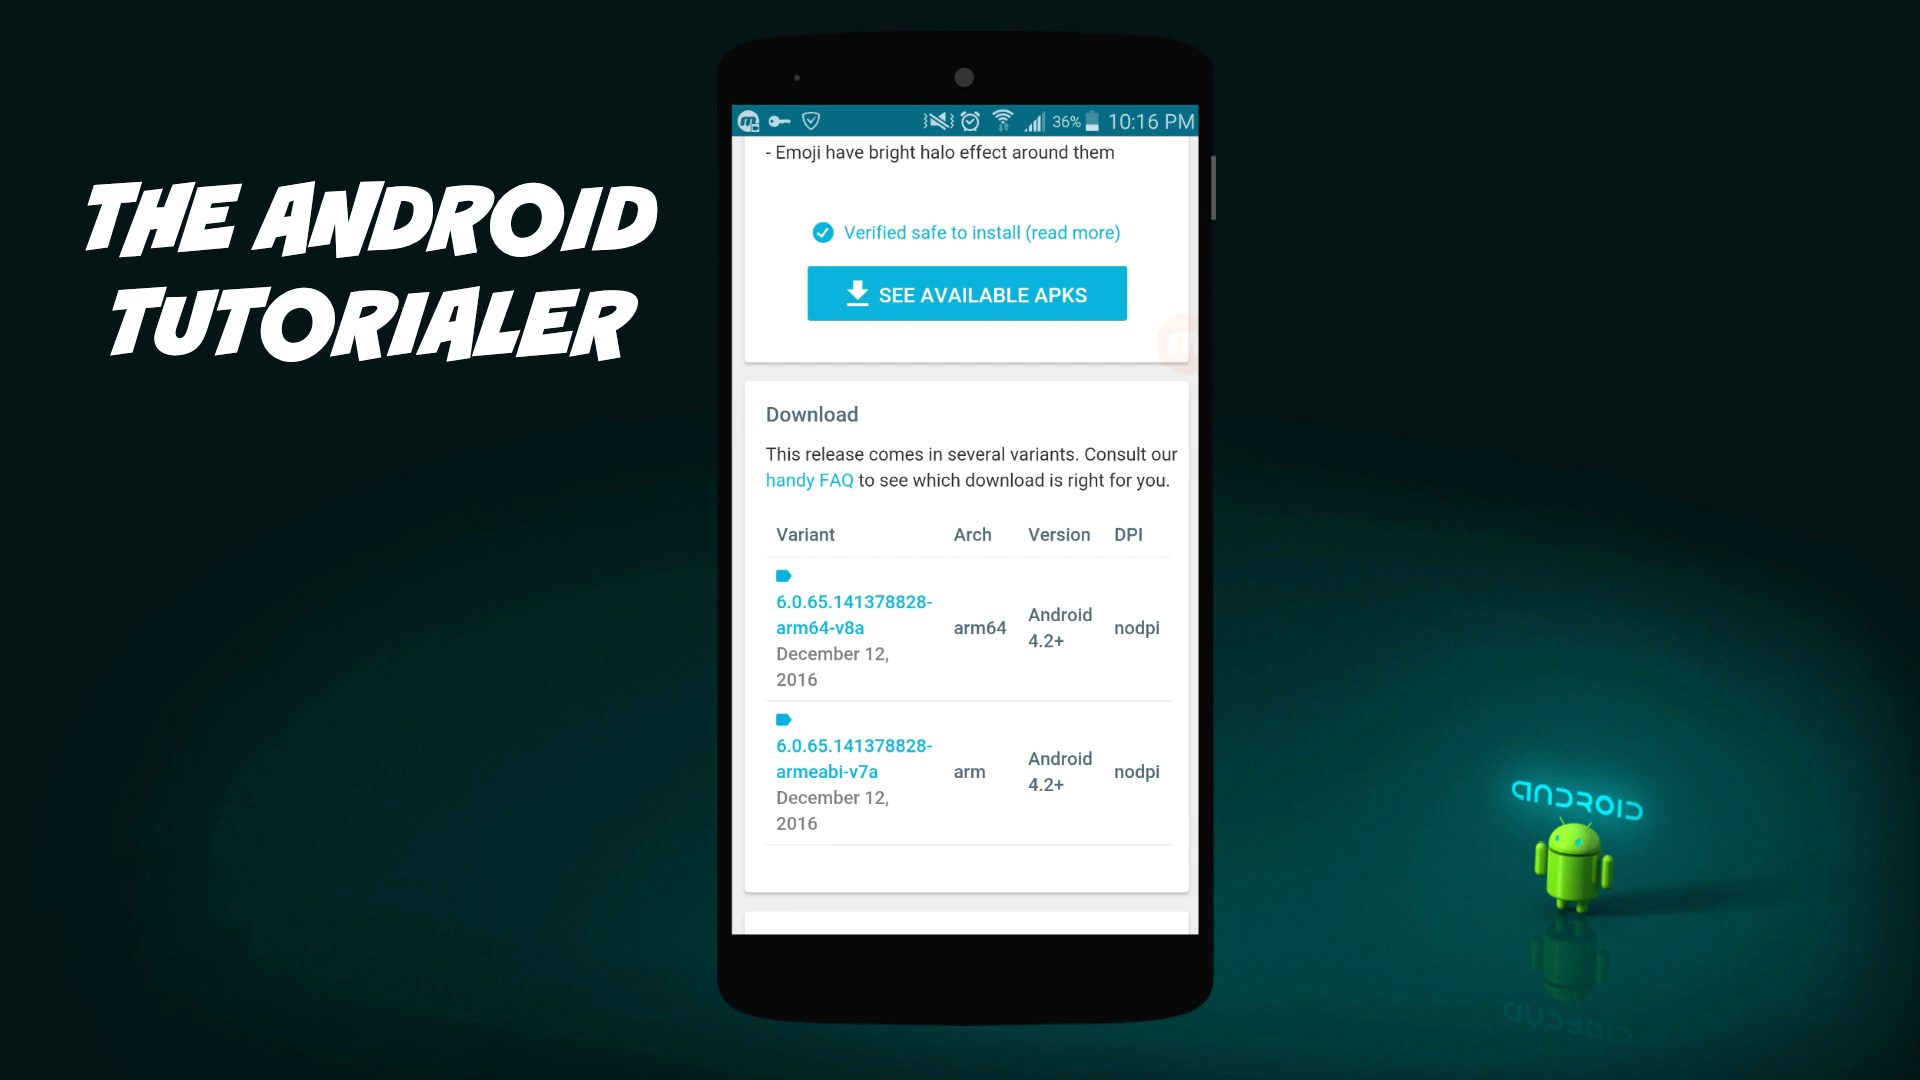 THE ANDROID
TUTORIALER
36%
10:16 PM
- Emoji have bright halo effect around them
Verified safe to install (read more)
SEE AVAILABLE APKS
Download
This release comes in several variants. Consult our
handy FAQ to see which download is right for you.
Variant Arch Version DPI
6.0.65.141378828-
arm64-v8a
December 12,
2016
arm64
Android
4.2+
nodpi
6.0.65.141378828-
armeabi-v7a
December 12,
2016
arm
Android
4.2+
nodpi
ANDROID